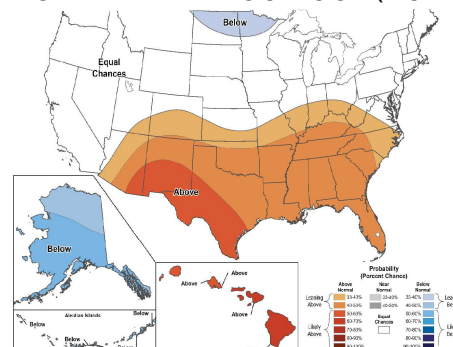 Below
Equal
Chances
Above
Below
Aleutian Islands
Below
Below
Above
Above
Above
Probability
(Percent Chance)
Above
Normal
Near
Normal
Below
Normal
Leaning
Above
Likely
Above
33-40%
40-50%
50-60%
60-70%
70-80%
80-90%
33-40%
40-50%
Equal
Chances
33-40%
40-50%
50-60%
60-70%
70-80%
80-90%